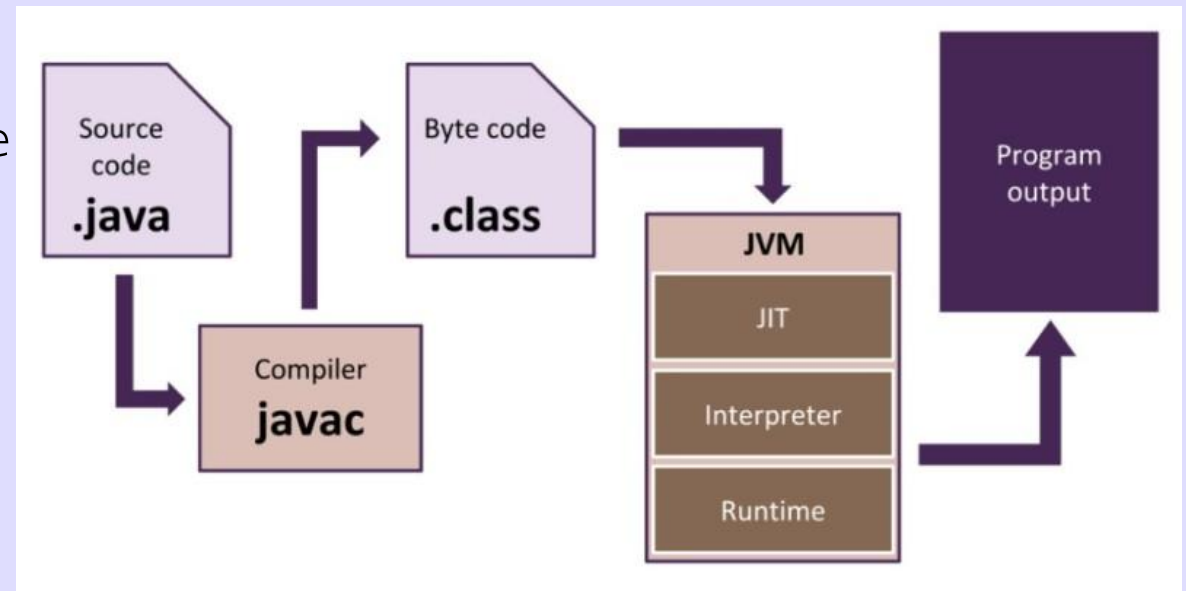 e
Source
code
.java
Compiler
javac
Byte code
.class
JVM
JIT
Interpreter
Runtime
Program
output